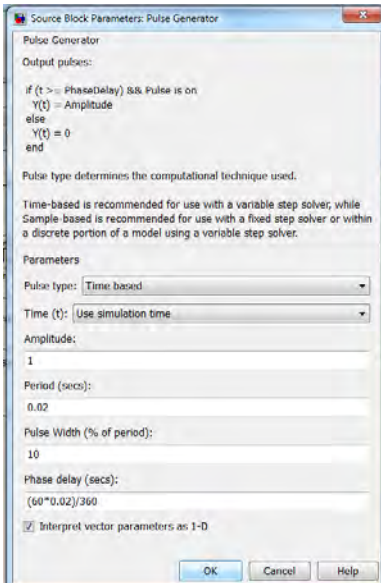 Source Block Parameters: Pulse Generator
Pulse Generator
Output pulses:
if (t >= PhaseDelay) && Pulse is on
Y(t) = Amplitude
else
Y(t) = 0
end
Pulse type determines the computational technique used.
Time-based is recommended for use with a variable step solver, while
Sample-based is recommended for use with a fixed step solver or within
a discrete portion of a model using a variable step solver.
Parameters
Pulse type: Time based
Time (t): Use simulation time
Amplitude:
1
Period (secs):
0.02
Pulse Width (% of period):
10
Phase delay (secs):
(60*0.02)/360
Interpret vector parameters as 1-D
OK Cancel Help